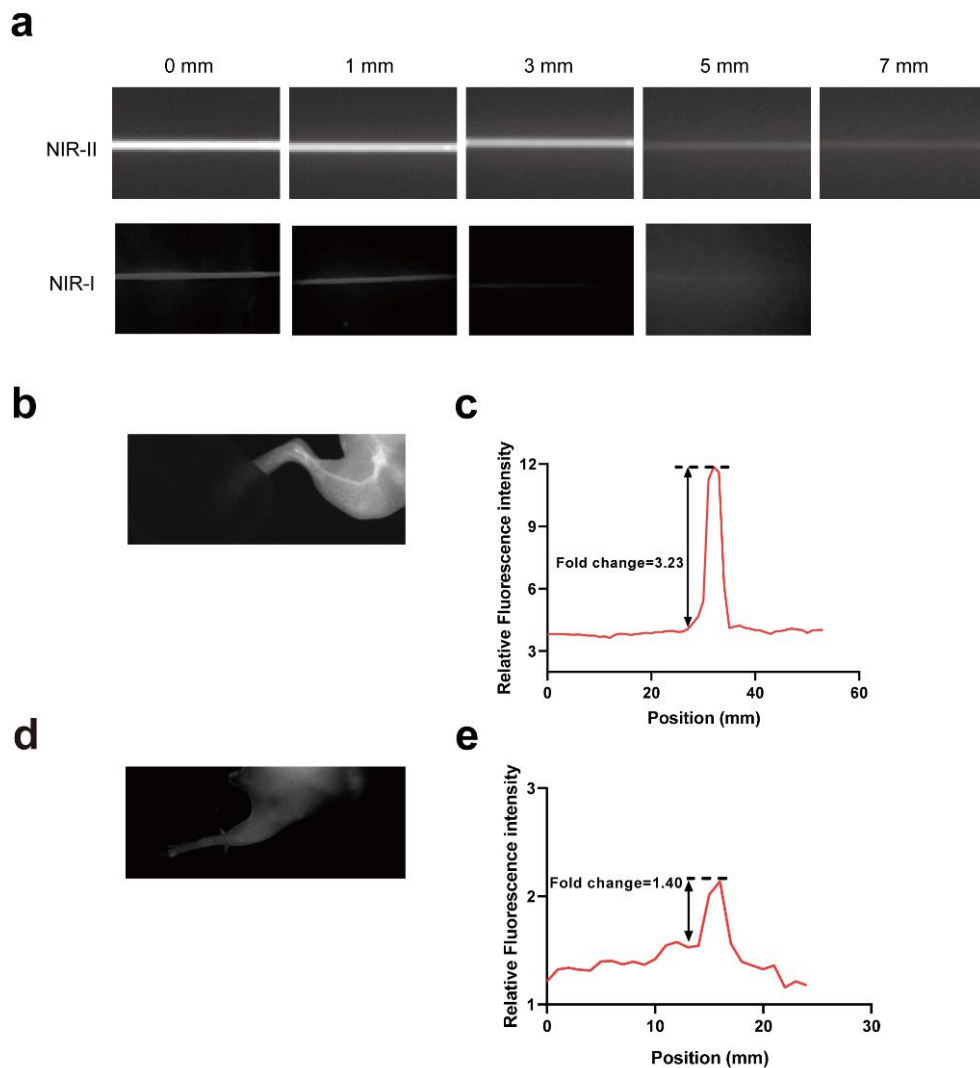 a
0 mm 1 mm 3 mm 5 mm 7 mm
NIR-II
NIR-I
b
c
Relative Fluorescence intensity
12
9
6
3
Fold change=3.23
0 20 40 60
Position (mm)
d
e
Relative Fluorescence intensity
3
2
1
Fold change=1.40
0 10 20 30
Position (mm)